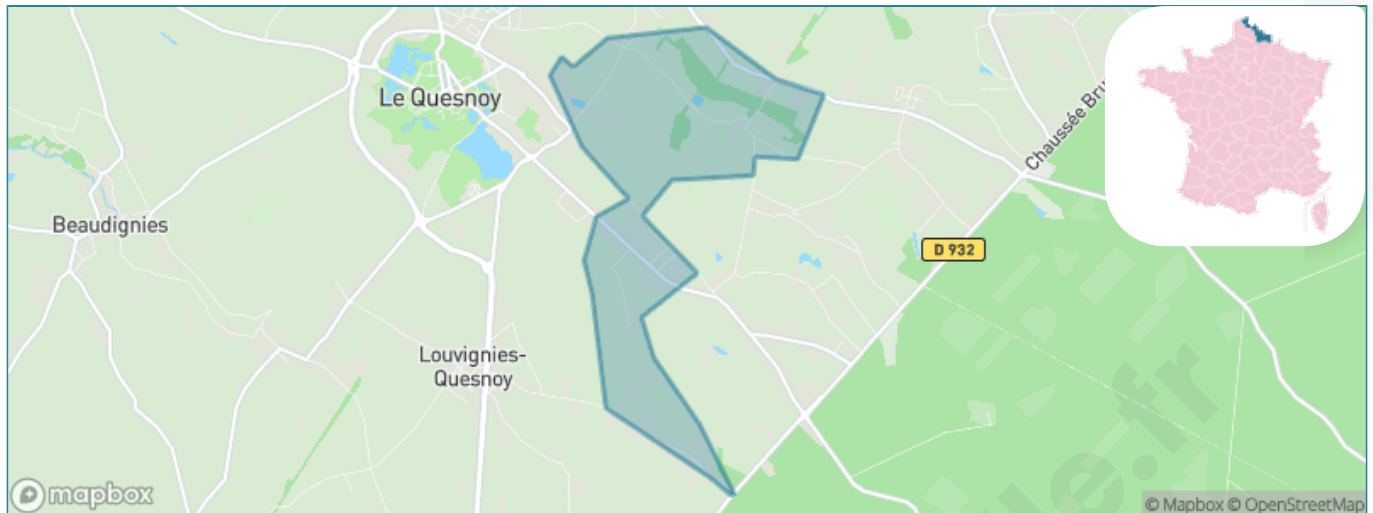 Le Quesnoy
Chaussée Bru
Beaudignies
D 932
Louvignies-
Quesnoy
mapbox
© Mapbox © OpenStreetMap